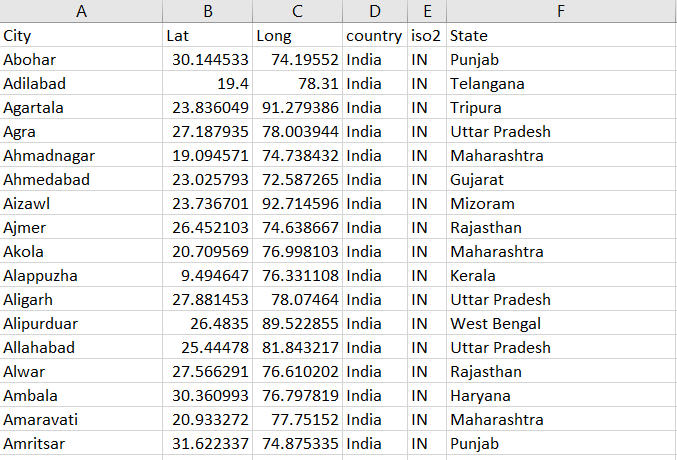 A B C D E F
City Lat Long country iso2 State
Abohar 30.144533 74.19552 India IN Punjab
Adilabad 19.4 78.31 India IN Telangana
Agartala 23.836049 91.279386 India IN Tripura
Agra 27.187935 78.003944 India IN Uttar Pradesh
Ahmadnagar 19.094571 74.738432 India IN Maharashtra
Ahmedabad 23.025793 72.587265 India IN Gujarat
Aizawl 23.736701 92.714596 India IN Mizoram
Ajmer 26.452103 74.638667 India IN Rajasthan
Akola 20.709569 76.998103 India IN Maharashtra
Alappuzha 9.494647 76.331108 India IN Kerala
Aligarh 27.881453 78.07464 India IN Uttar Pradesh
Alipurduar 26.4835 89.522855 India IN West Bengal
Allahabad 25.44478 81.843217 India IN Uttar Pradesh
Alwar 27.566291 76.610202 India IN Rajasthan
Ambala 30.360993 76.797819 India IN Haryana
Amaravati 20.933272 77.75152 India IN Maharashtra
Amritsar 31.622337 74.875335 India IN Punjab